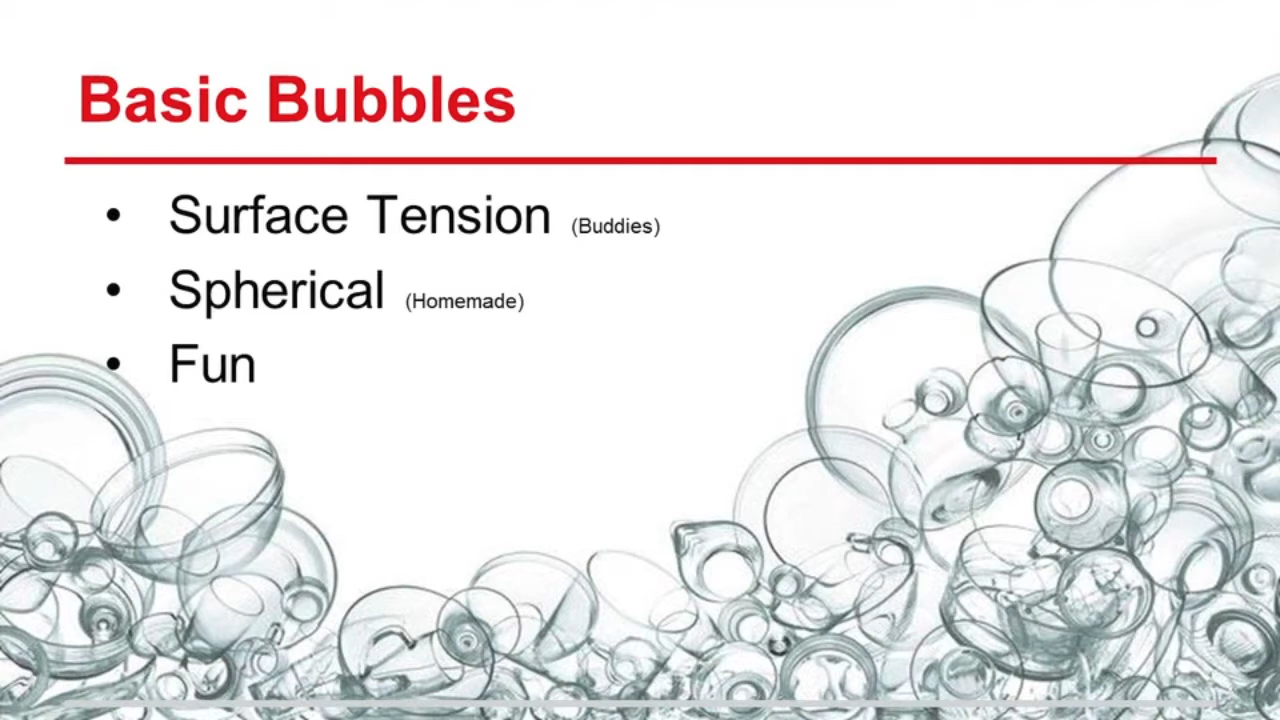 Basic Bubbles
• Surface Tension (Buddies)
• Spherical (Homemade)
• Fun